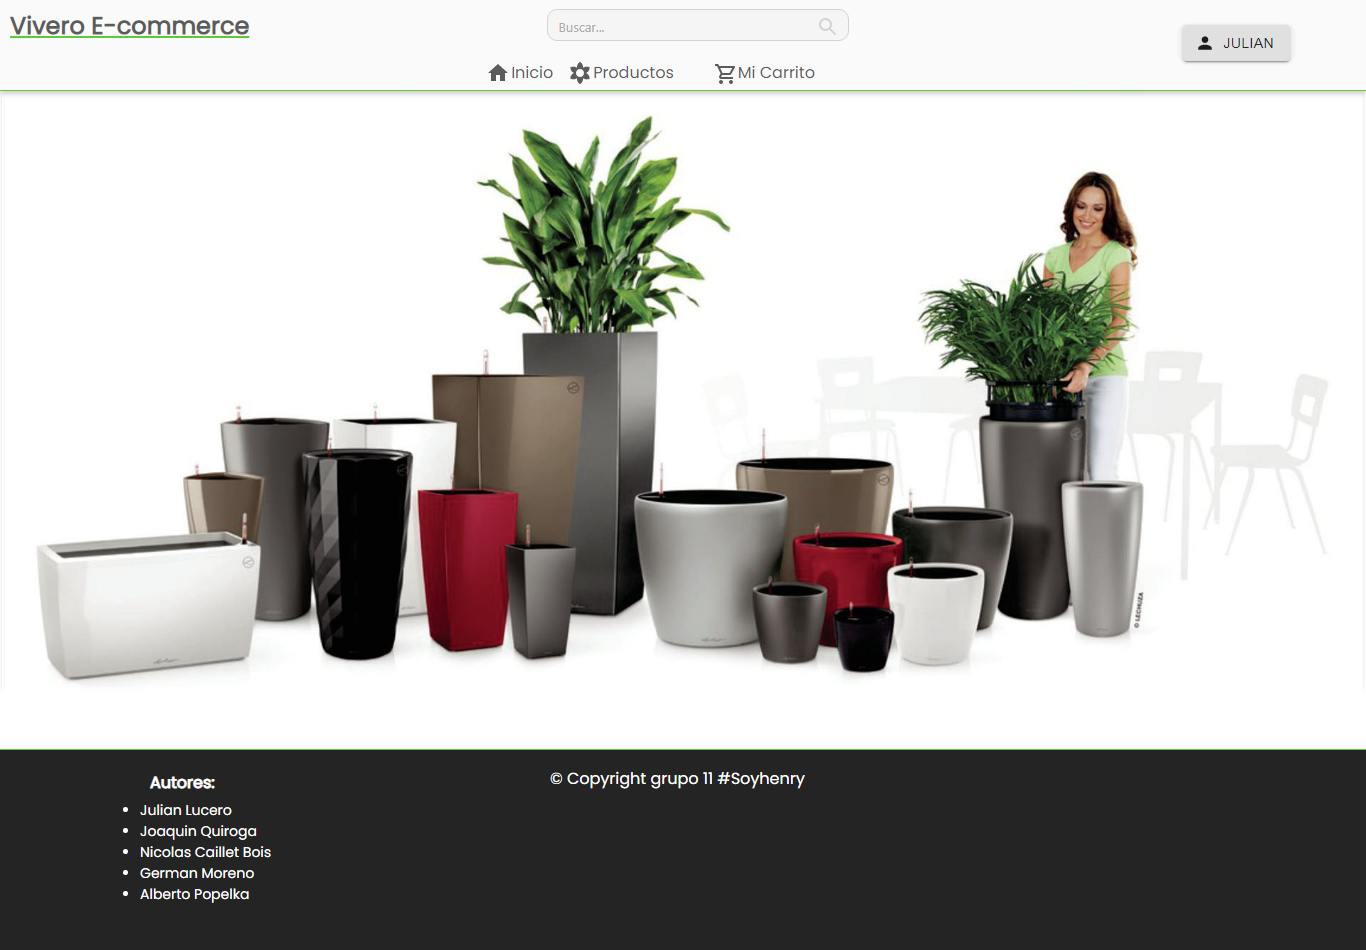 Vivero E-commerce
Buscar...
JULIAN
Inicio
Productos
Mi Carrito
© LECHUZA
Autores:
Julian Lucero
Joaquin Quiroga
Nicolas Caillet Bois
German Moreno
Alberto Popelka
© Copyright grupo 11 #Soyhenry